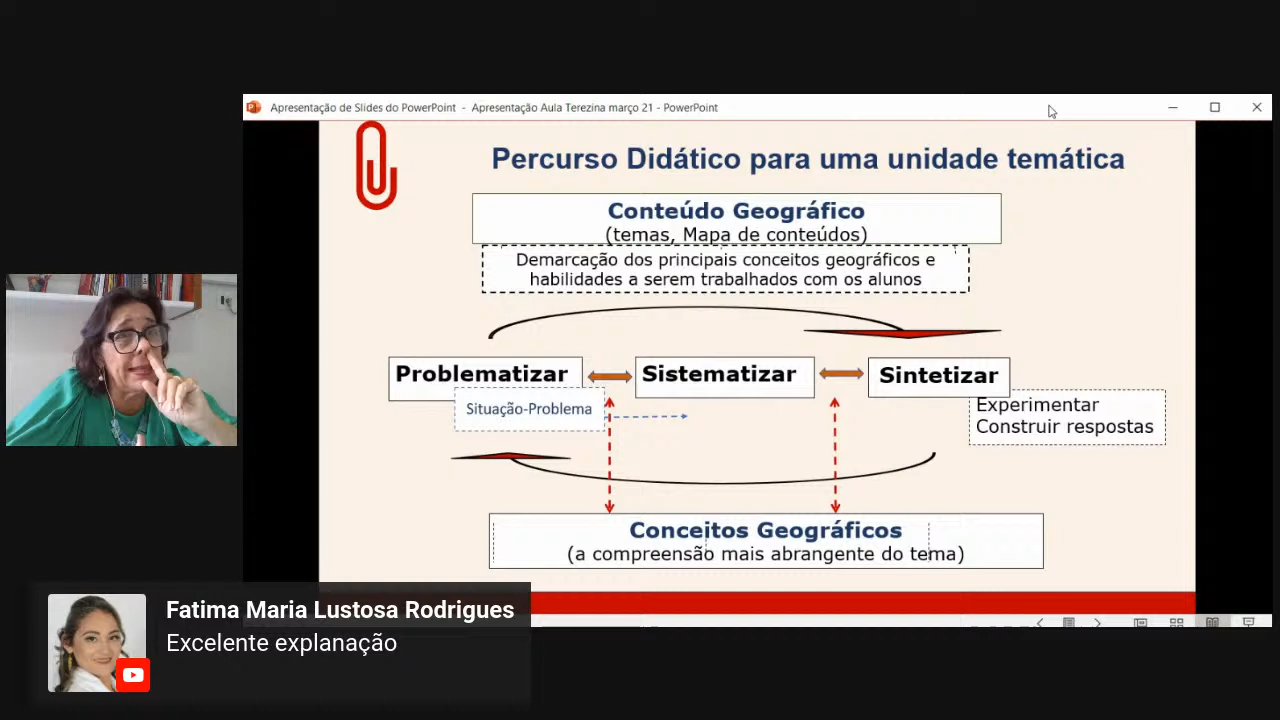 Apresentação de Slides do PowerPoint - Apresentação Aula Terezina março 21 - PowerPoint
Percurso Didático para uma unidade temática
Conteúdo Geográfico
(temas, Mapa de conteúdos)
Demarcação dos principais conceitos geográficos e
habilidades a serem trabalhados com os alunos
Problematizar
Sistematizar
Sintetizar
Situação-Problema
Experimentar
Construir respostas
Conceitos Geográficos
(a compreensão mais abrangente do tema)
Fatima Maria Lustosa Rodrigues
Excelente explanação